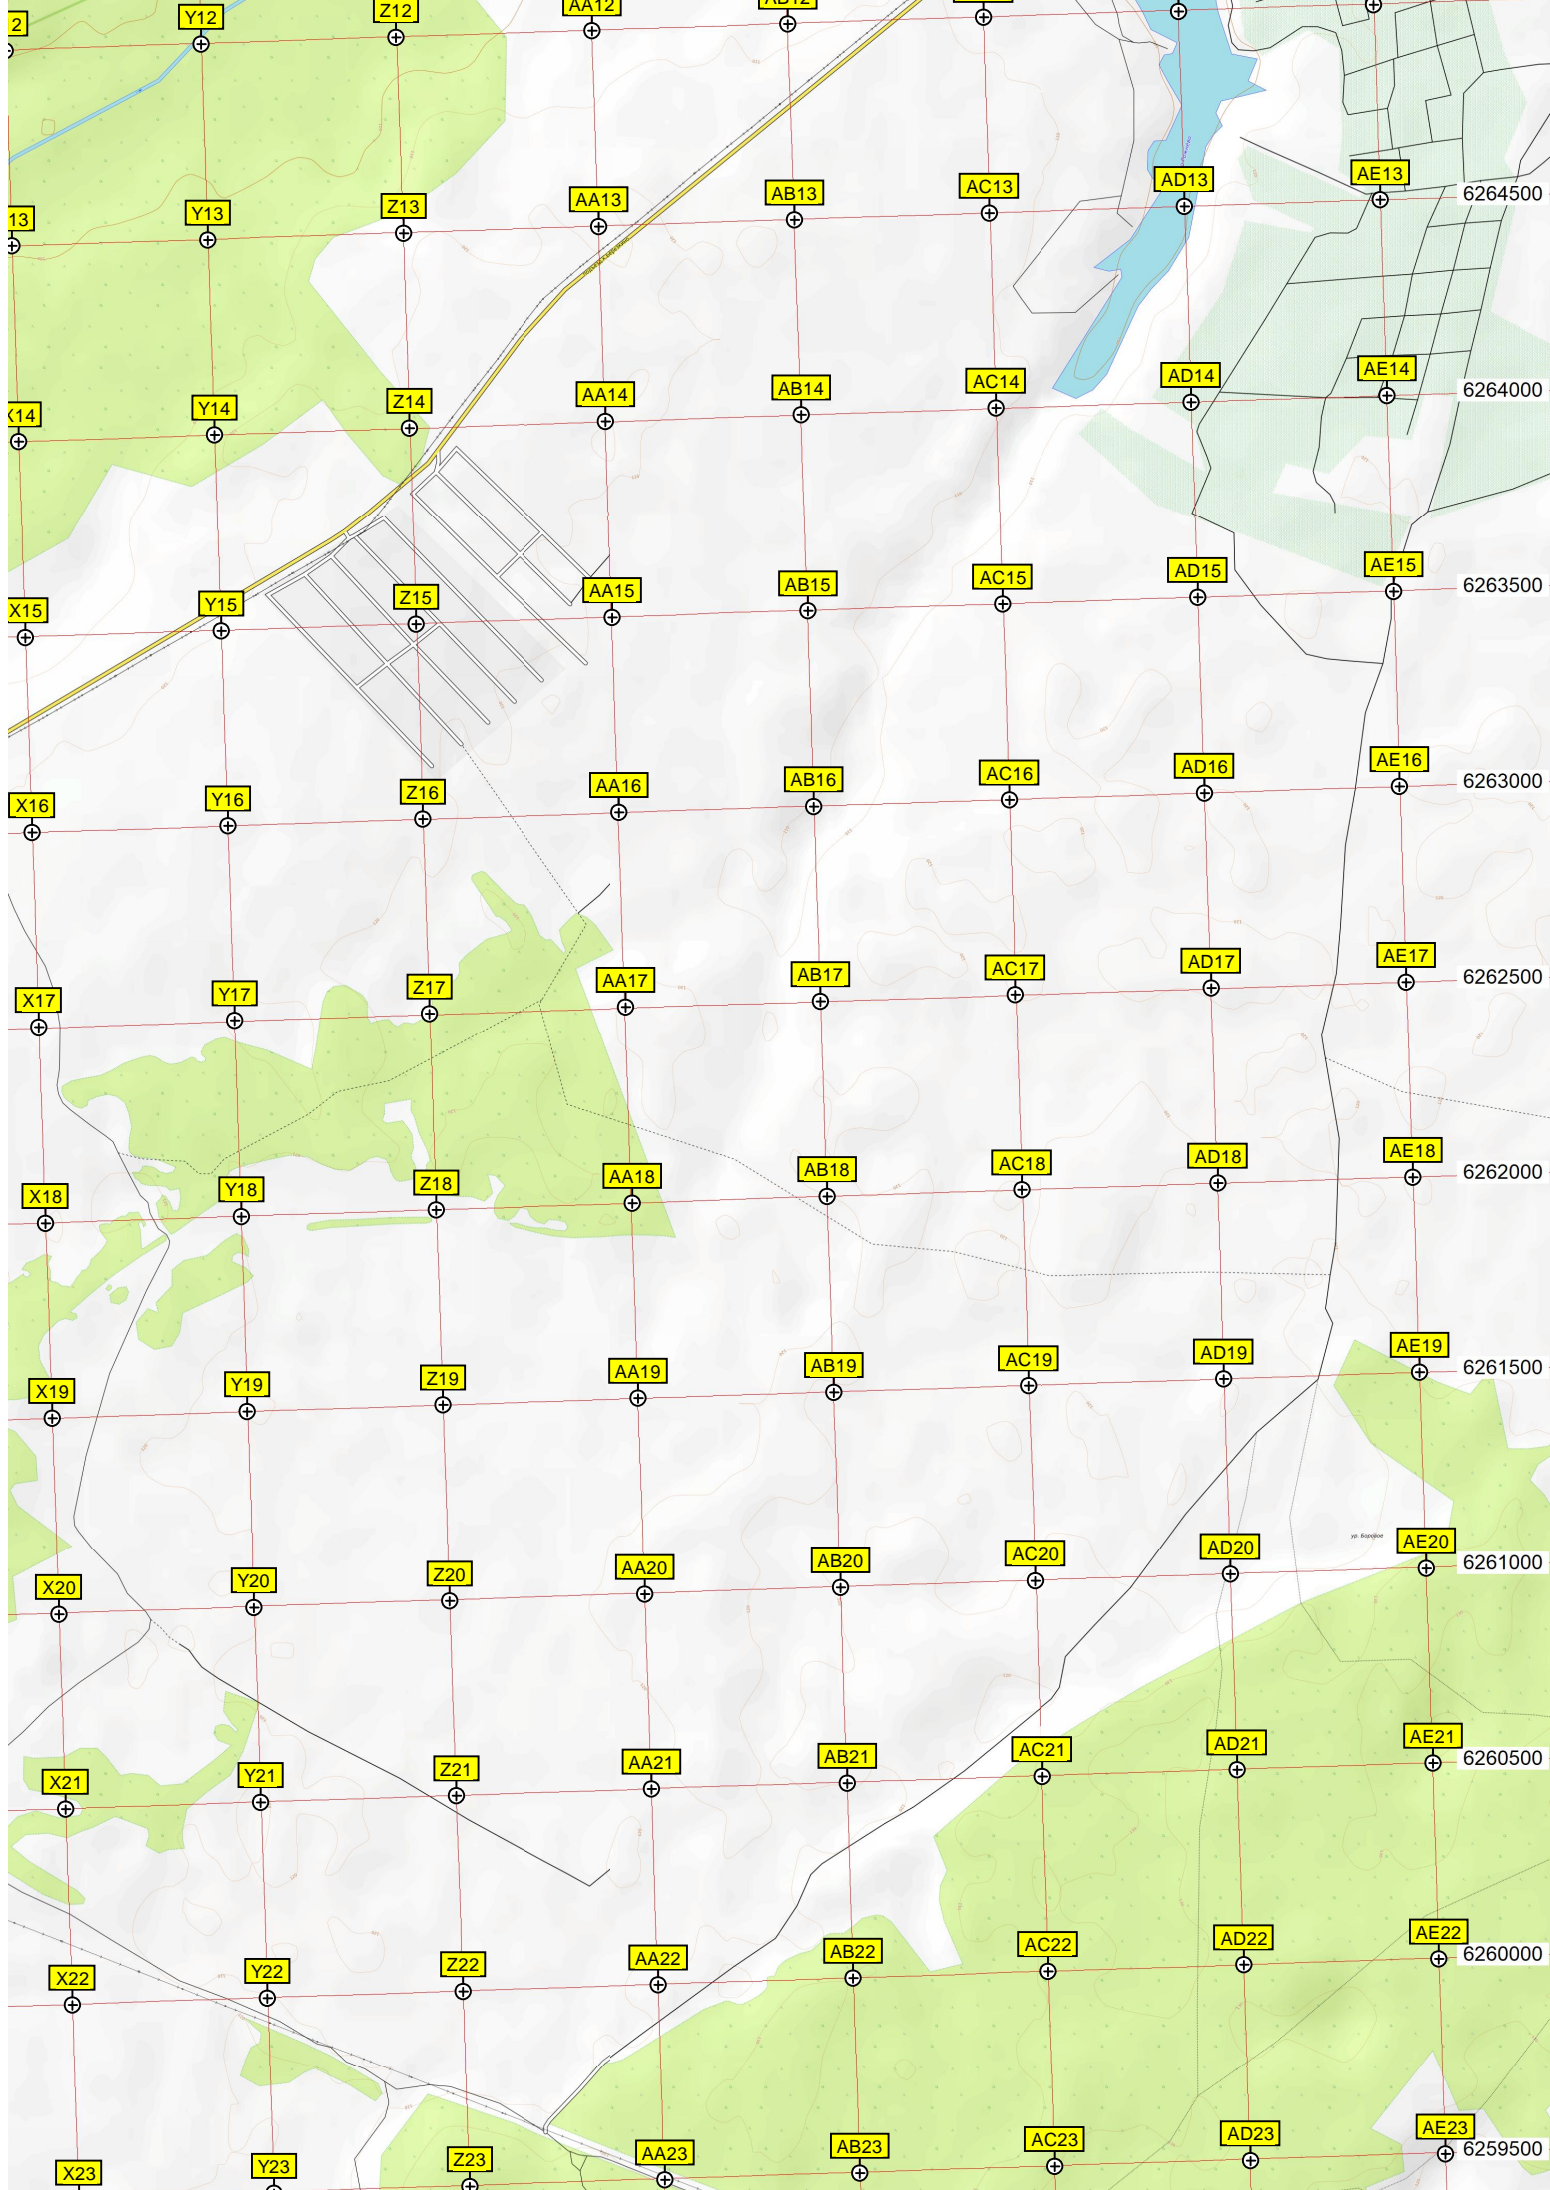 2 Y12 Z12 AA12 AB12
13 Y13 Z13 AA13 AB13 AC13 AD13 AE13 6264500
X14 Y14 Z14 AA14 AB14 AC14 AD14 AE14 6264000
X15 Y15 Z15 AA15 AB15 AC15 AD15 AE15 6263500
X16 Y16 Z16 AA16 AB16 AC16 AD16 AE16 6263000
X17 Y17 Z17 AA17 AB17 AC17 AD17 AE17 6262500
X18 Y18 Z18 AA18 AB18 AC18 AD18 AE18 6262000
X19 Y19 Z19 AA19 AB19 AC19 AD19 AE19 6261500
ур. Боровое
X20 Y20 Z20 AA20 AB20 AC20 AD20 AE20 6261000
X21 Y21 Z21 AA21 AB21 AC21 AD21 AE21 6260500
X22 Y22 Z22 AA22 AB22 AC22 AD22 AE22 6260000
X23 Y23 Z23 AA23 AB23 AC23 AD23 AE23 6259500